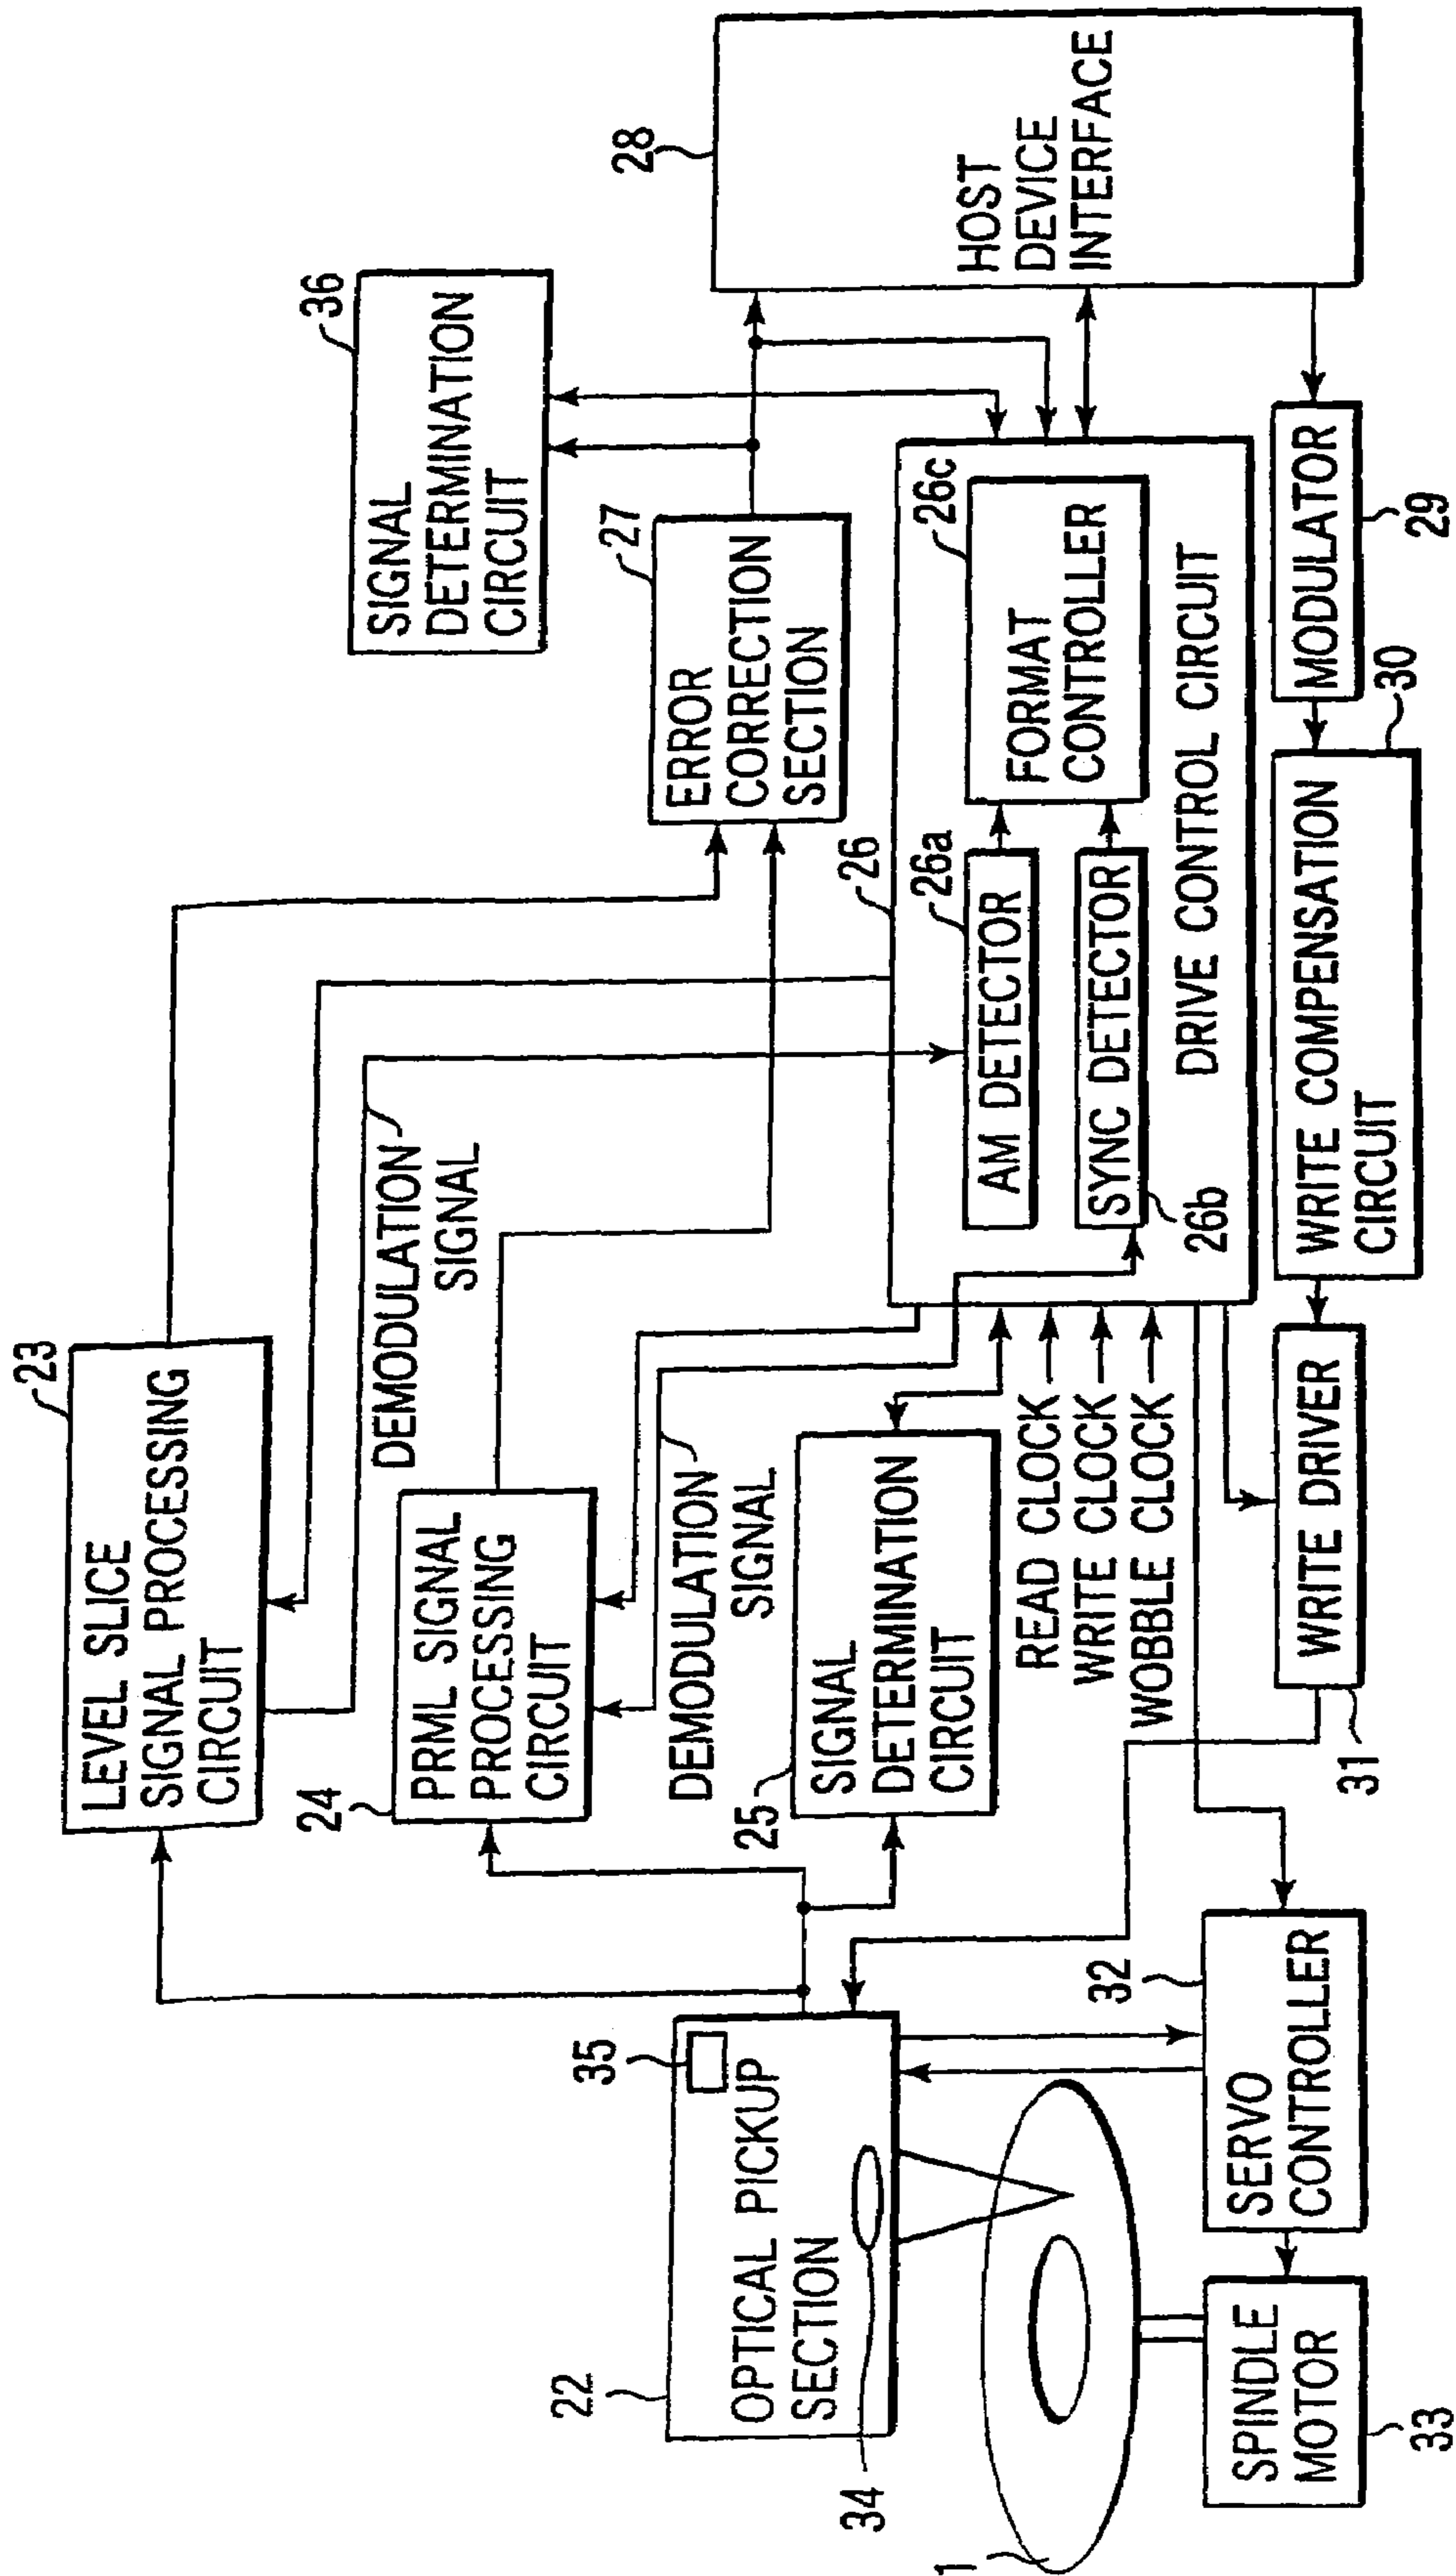 23
LEVEL SLICE
SIGNAL PROCESSING
CIRCUIT
DEMODULATION
SIGNAL
36
SIGNAL
DETERMINATION
CIRCUIT
24
PRML SIGNAL
PROCESSING
CIRCUIT
27
ERROR
CORRECTION
SECTION
28
HOST
DEVICE
INTERFACE
22
35
OPTICAL PICKUP
SECTION
34
DEMODULATION
SIGNAL
25
SIGNAL
DETERMINATION
CIRCUIT
26
26a
AM DETECTOR
26c
FORMAT
CONTROLLER
SYNC DETECTOR
26b
DRIVE CONTROL CIRCUIT
READ CLOCK
WRITE CLOCK
WOBBLE CLOCK
1
32
SERVO
CONTROLLER
SPINDLE
MOTOR
33
WRITE DRIVER
31
WRITE COMPENSATION
CIRCUIT
30
MODULATOR
29